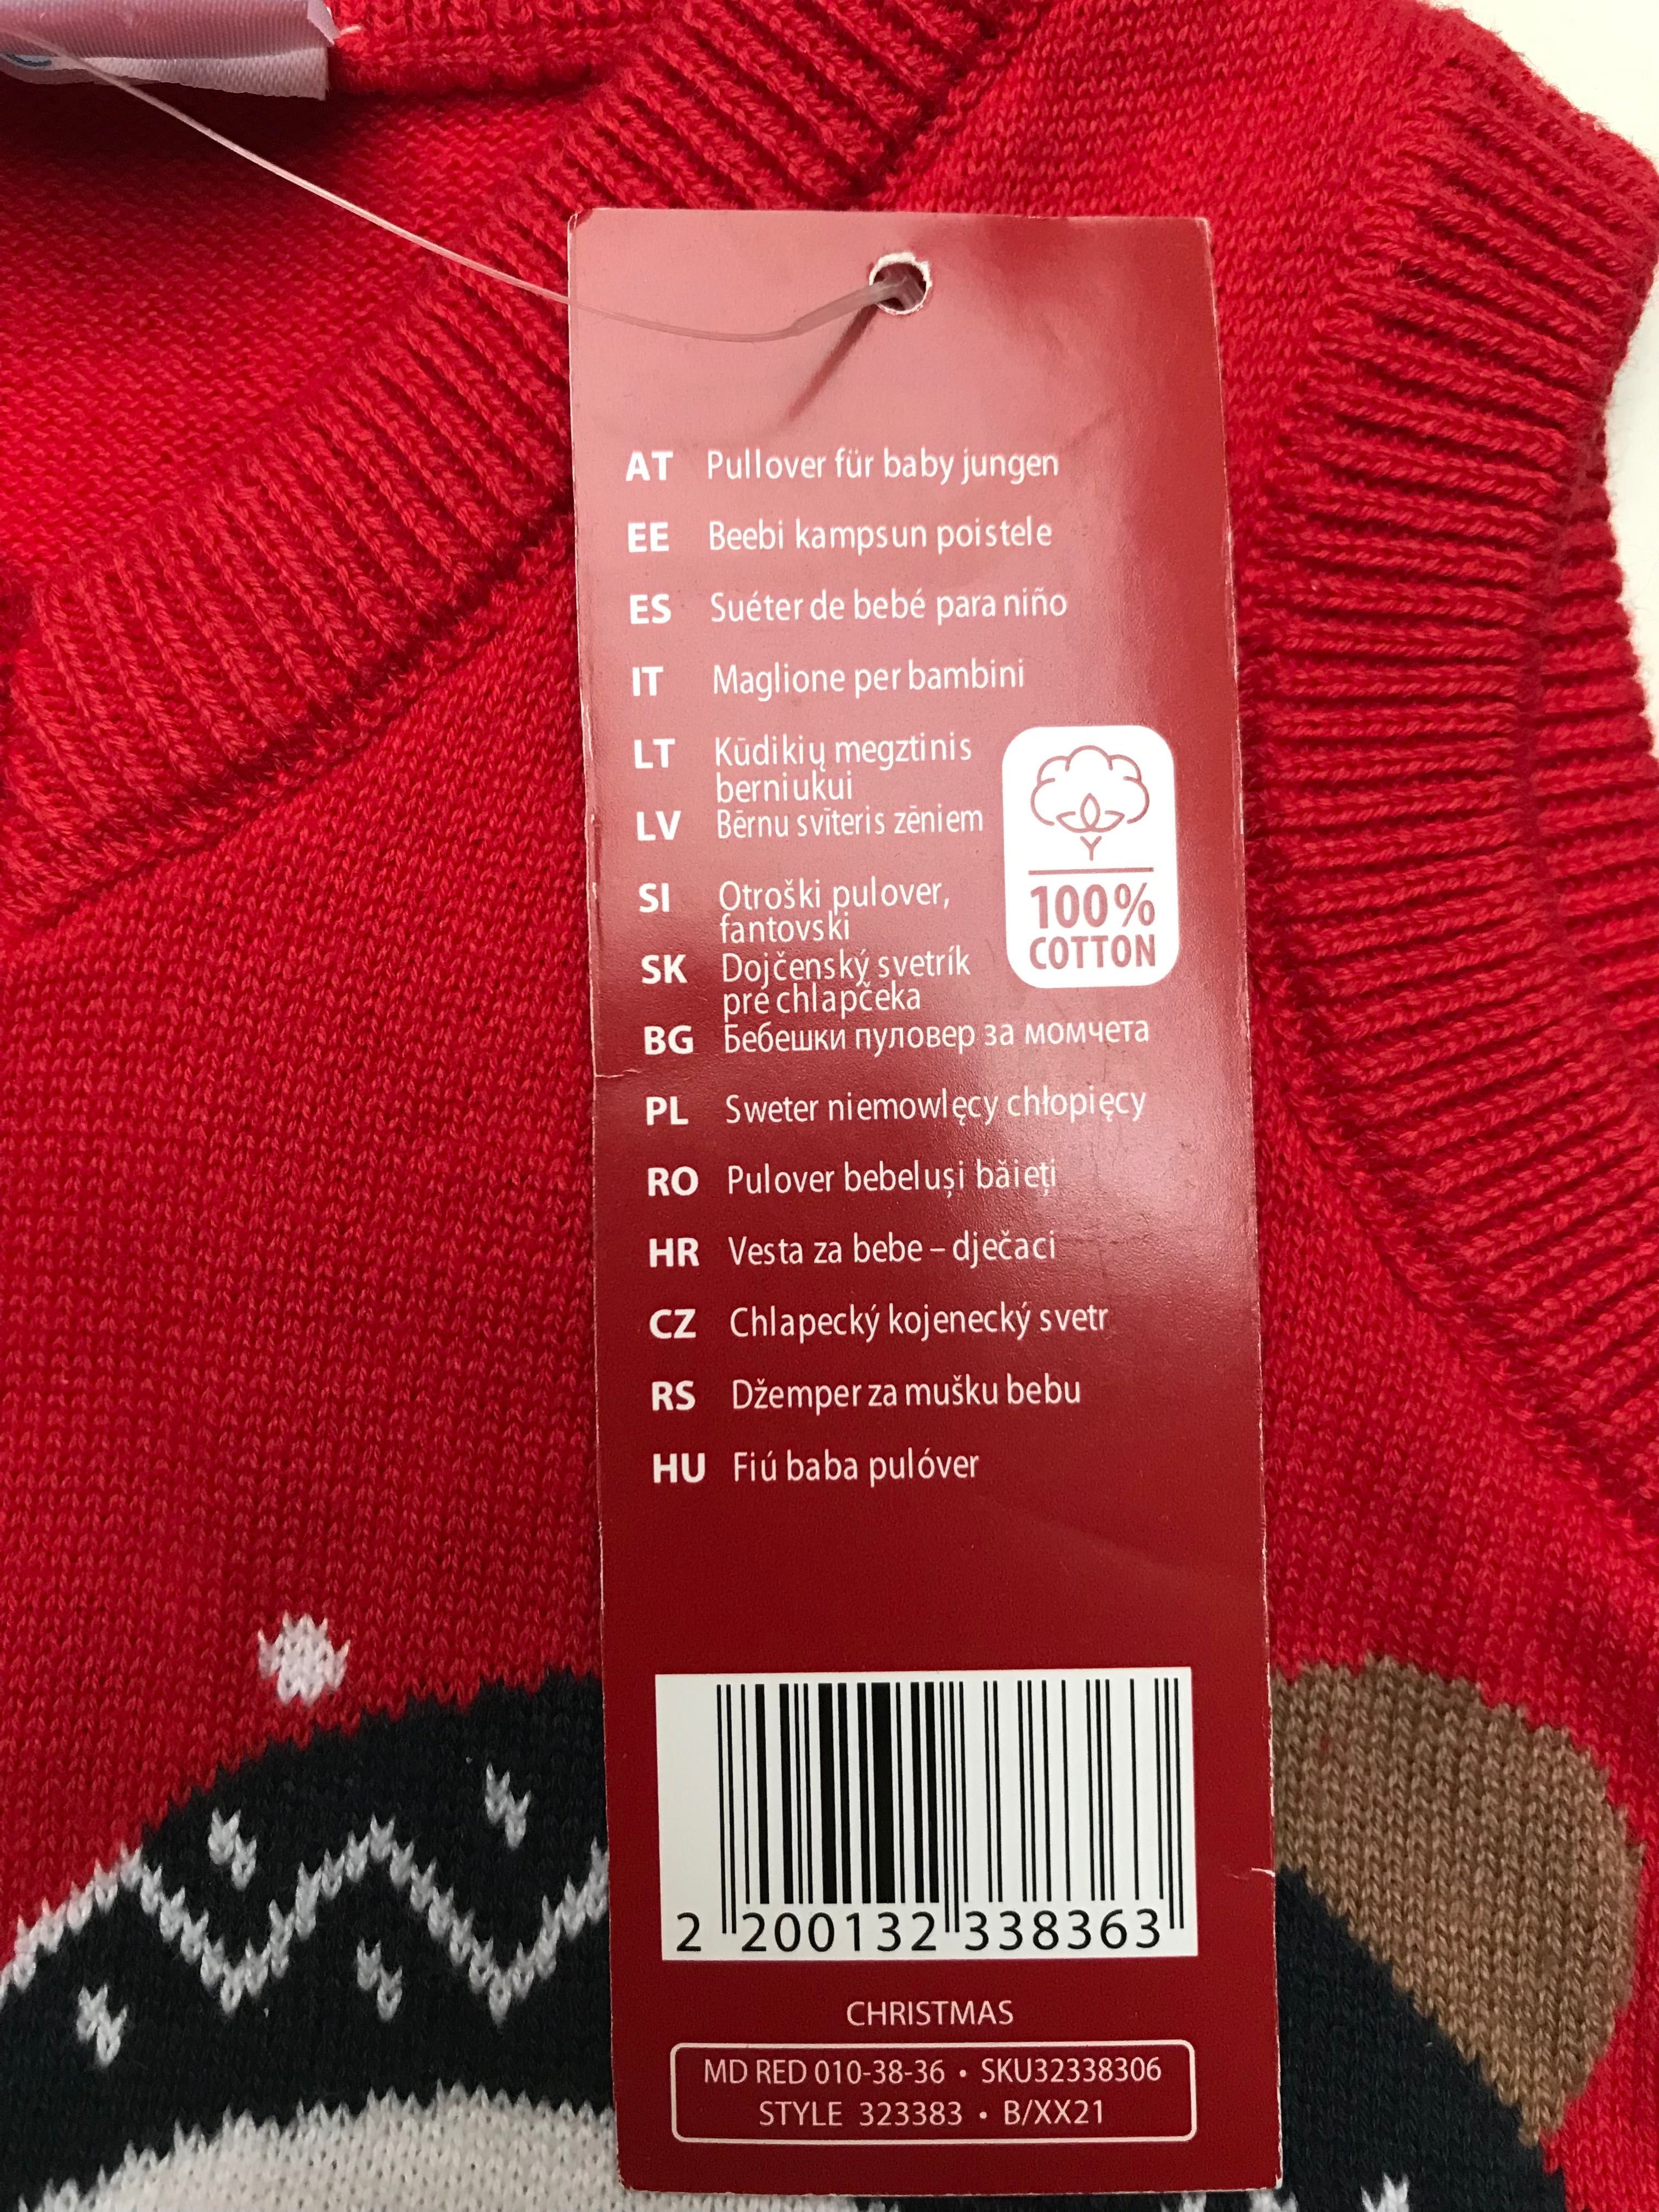 AT Pullover für baby jungen
EE Beebi kampsun poistele
ES Suéter de bebé para niño
IT Maglione per bambini
LT Kūdikių megztinis
berniukui
LV Bērnu svīteris zēniem
SI Otroški pulover,
fantovski
SK Dojčenský svetrík
pre chlapčeka
100%
COTTON
BG Бебешки пуловер за момчета
PL Sweter niemowlęcy chłopięcy
RO Pulover bebeluși băieți
HR Vesta za bebe – dječaci
CZ Chlapecký kojenecký svetr
RS Džemper za mušku bebu
HU Fiú baba pulóver
2 200132 338363
CHRISTMAS
MD RED 010-38-36 • SKU32338306
STYLE 323383 • B/XX21